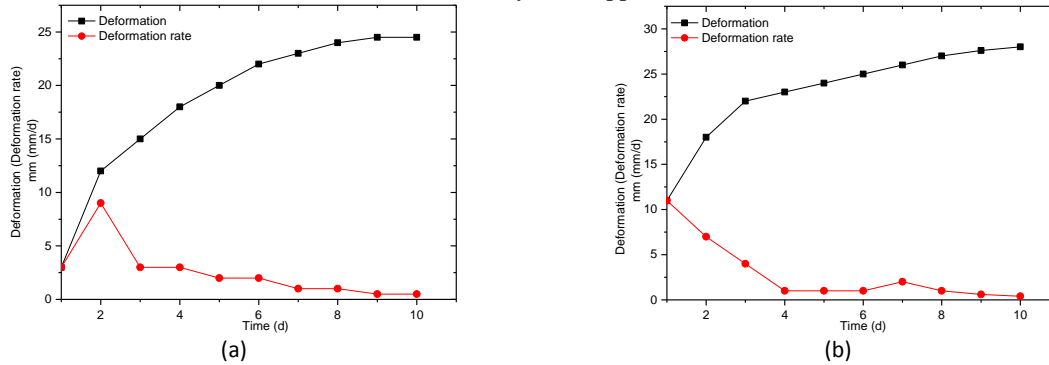 Deformation
Deformation rate
Deformation (Deformation rate)
mm (mm/d)
25
20
15
10
5
0
2
4
6
8
10
Time (d)
(a)
Deformation
Deformation rate
Deformation (Deformation rate)
mm (mm/d)
30
25
20
15
10
5
0
2
4
6
8
10
Time (d)
(b)